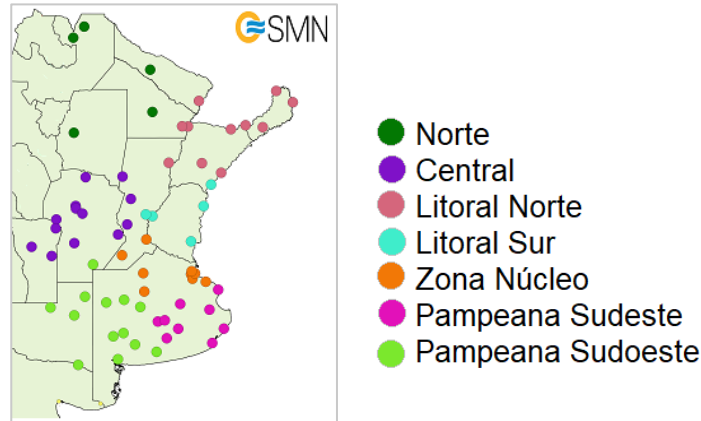 SMN
Norte
Central
Litoral Norte
Litoral Sur
Zona Núcleo
Pampeana Sudeste
Pampeana Sudoeste